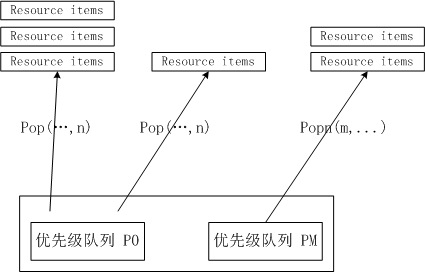 Resource items
Resource items
Resource items
Resource items
Resource items
Resource items
Pop(…,n)
Pop(…,n)
Popn(m,...)
优先级队列 P0
优先级队列 PM